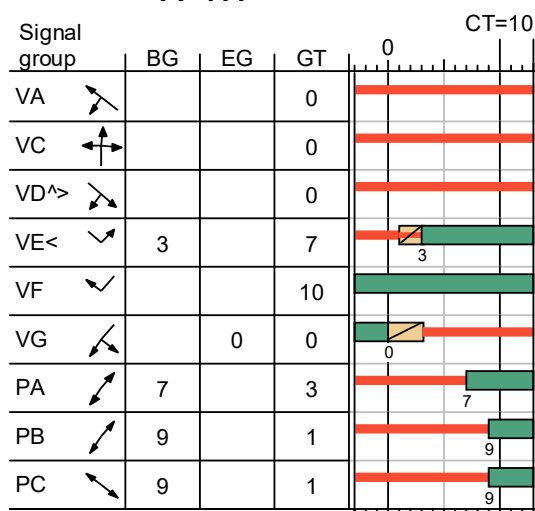 CT=10
Signal
group BG EG GT 0
VA 0
VC 0
VD^> 0
VE< 3 7 3
VF 10
VG 0 0 0
PA 7 3 7
PB 9 1 9
PC 9 1 9